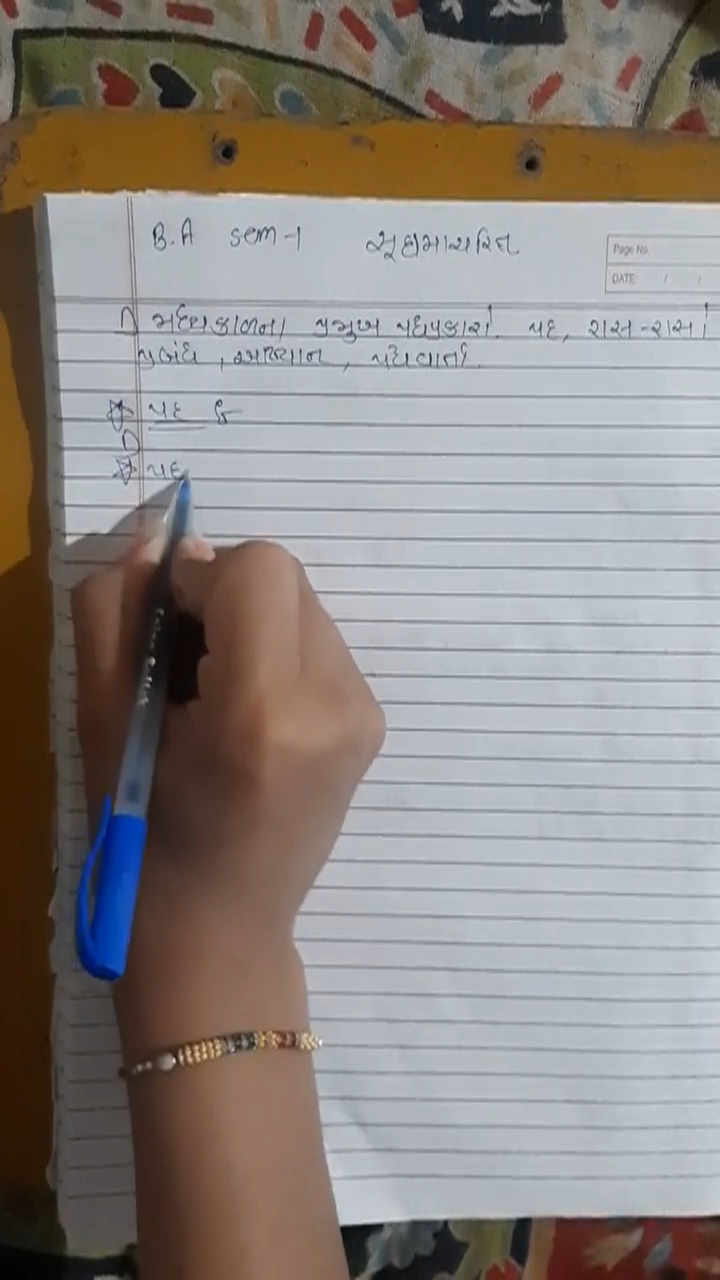 B.A sem-1 સૂદામાચરિત
Page No.
DATE: / /
1) મધ્યકાળના પ્રમુખ પદ્યપ્રકારો. પદ, રાસ-રાસો
પ્રબંધ, આખ્યાન, પદ્યવાર્તા.
પદ
પદ